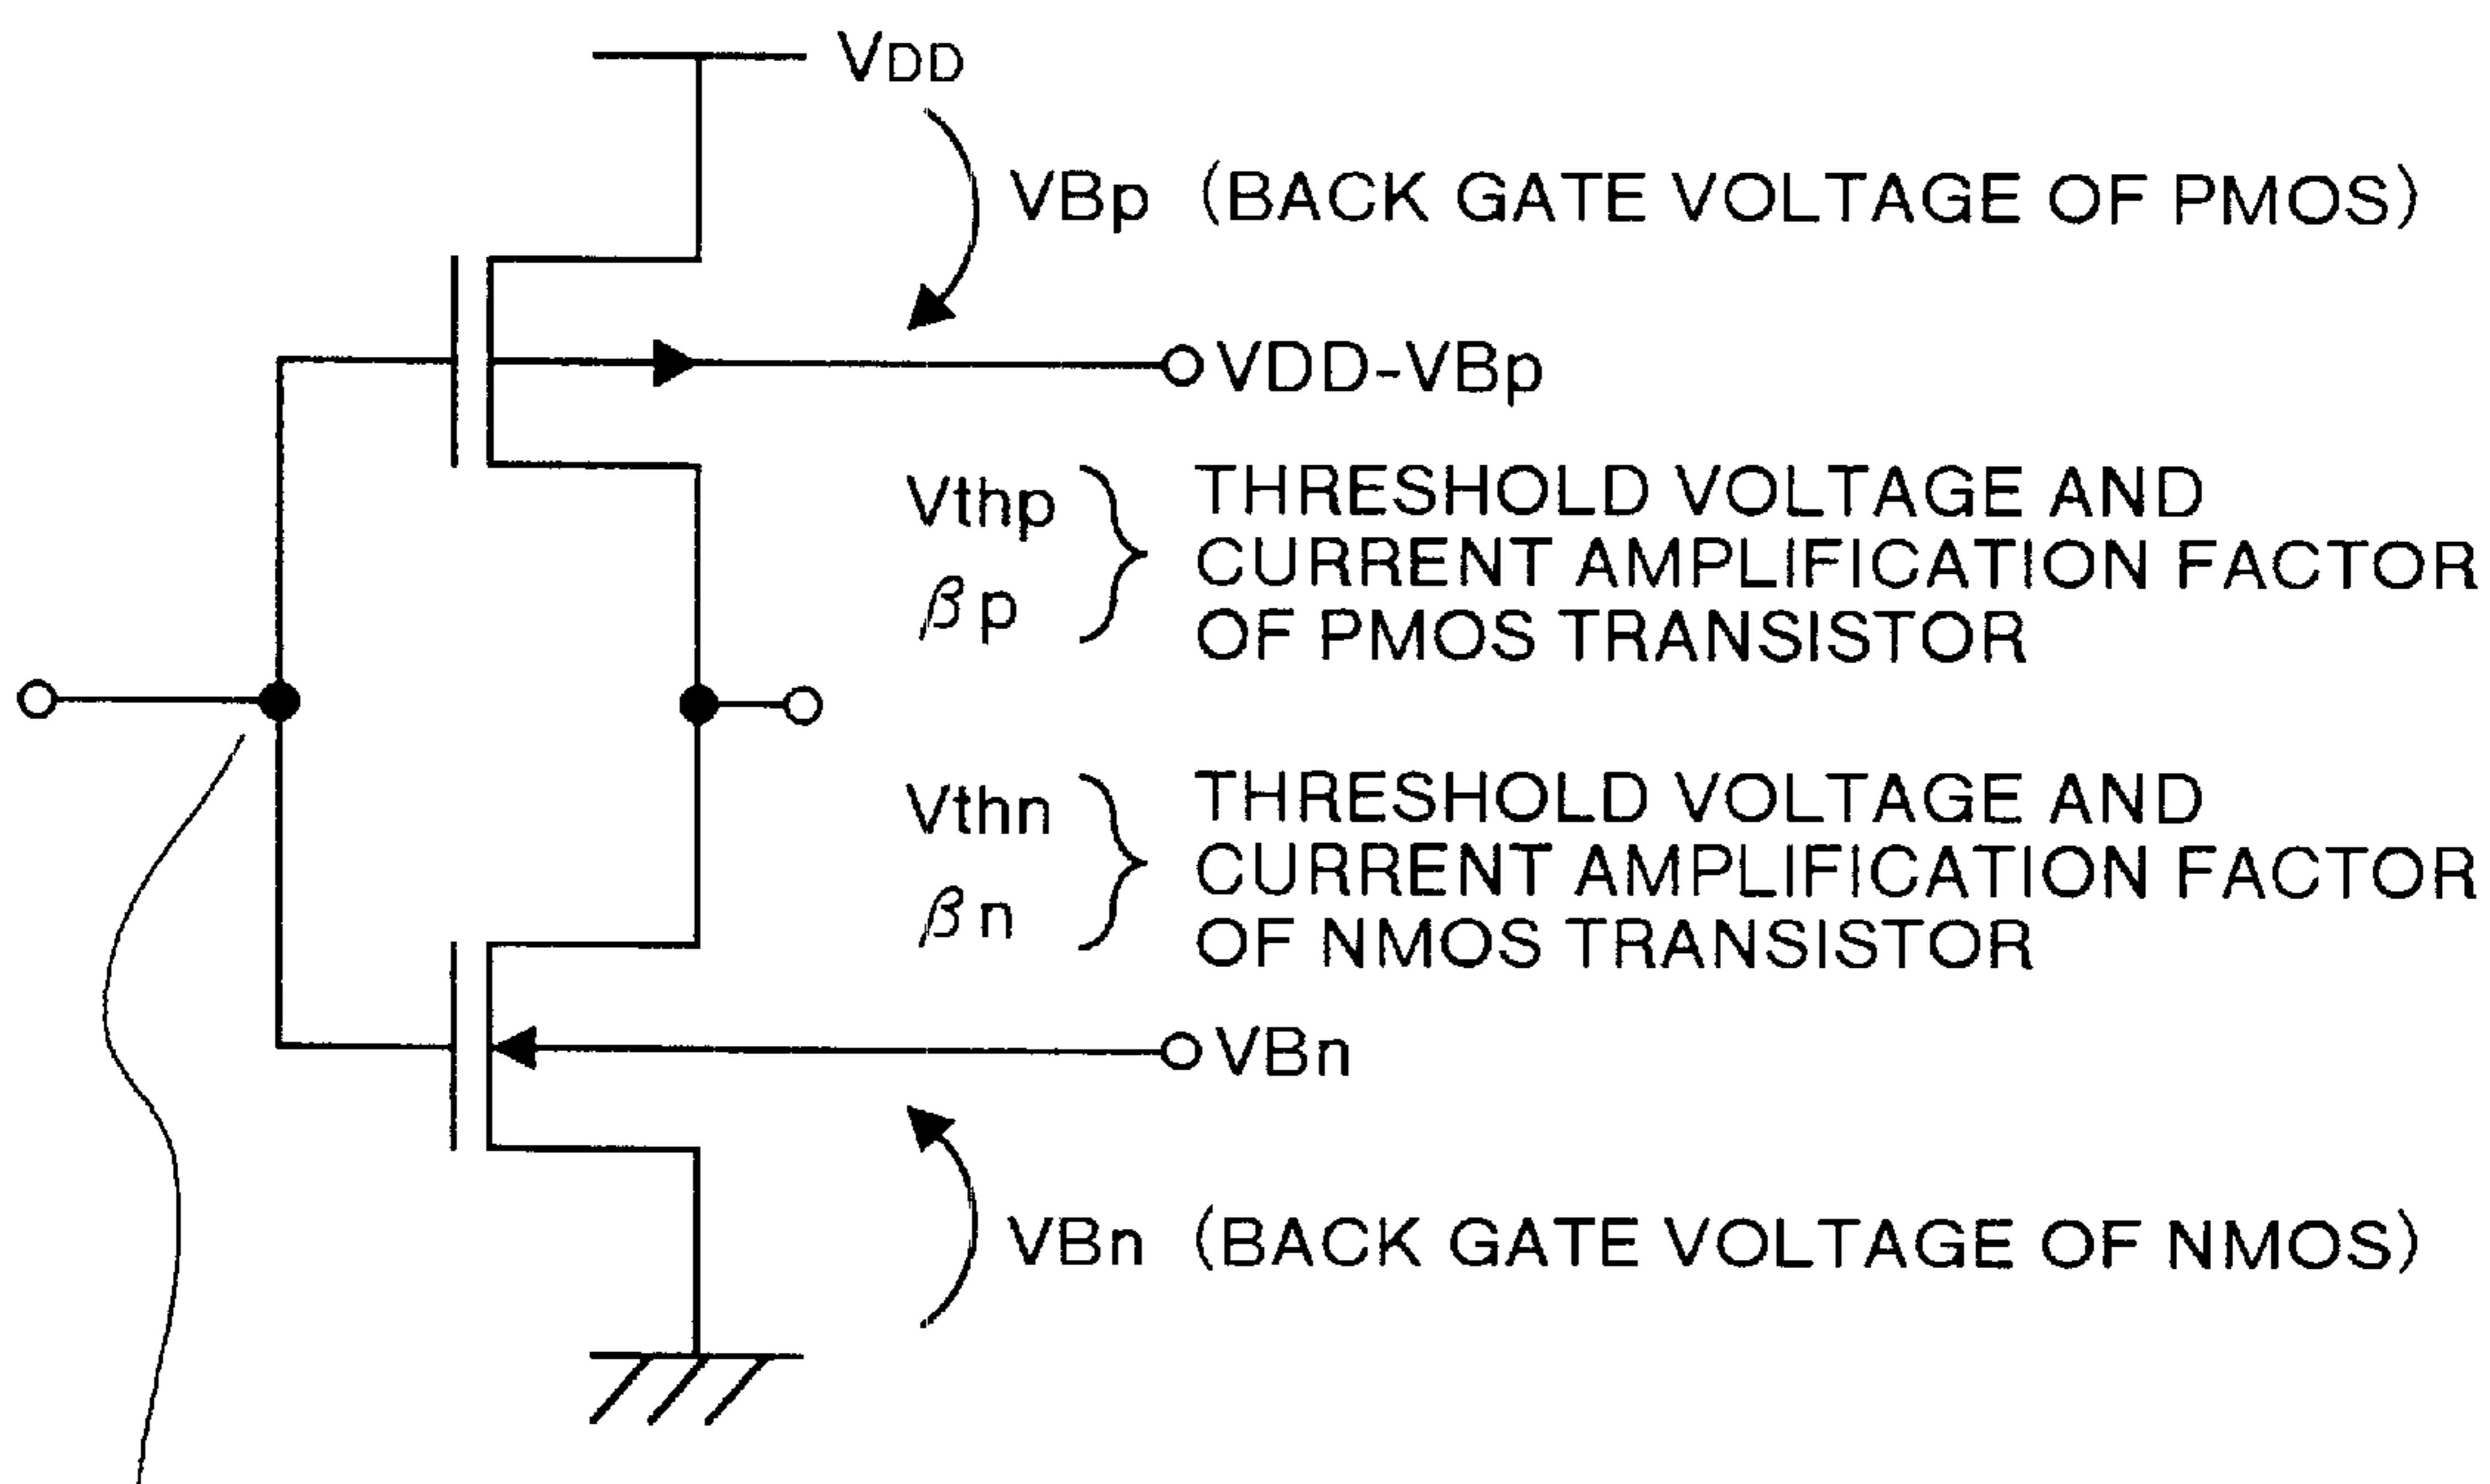 VDD
VBp (BACK GATE VOLTAGE OF PMOS)
VDD-VBp
Vthp
βp
THRESHOLD VOLTAGE AND
CURRENT AMPLIFICATION FACTOR
OF PMOS TRANSISTOR
Vthn
βn
THRESHOLD VOLTAGE AND
CURRENT AMPLIFICATION FACTOR
OF NMOS TRANSISTOR
VBn
VBn (BACK GATE VOLTAGE OF NMOS)